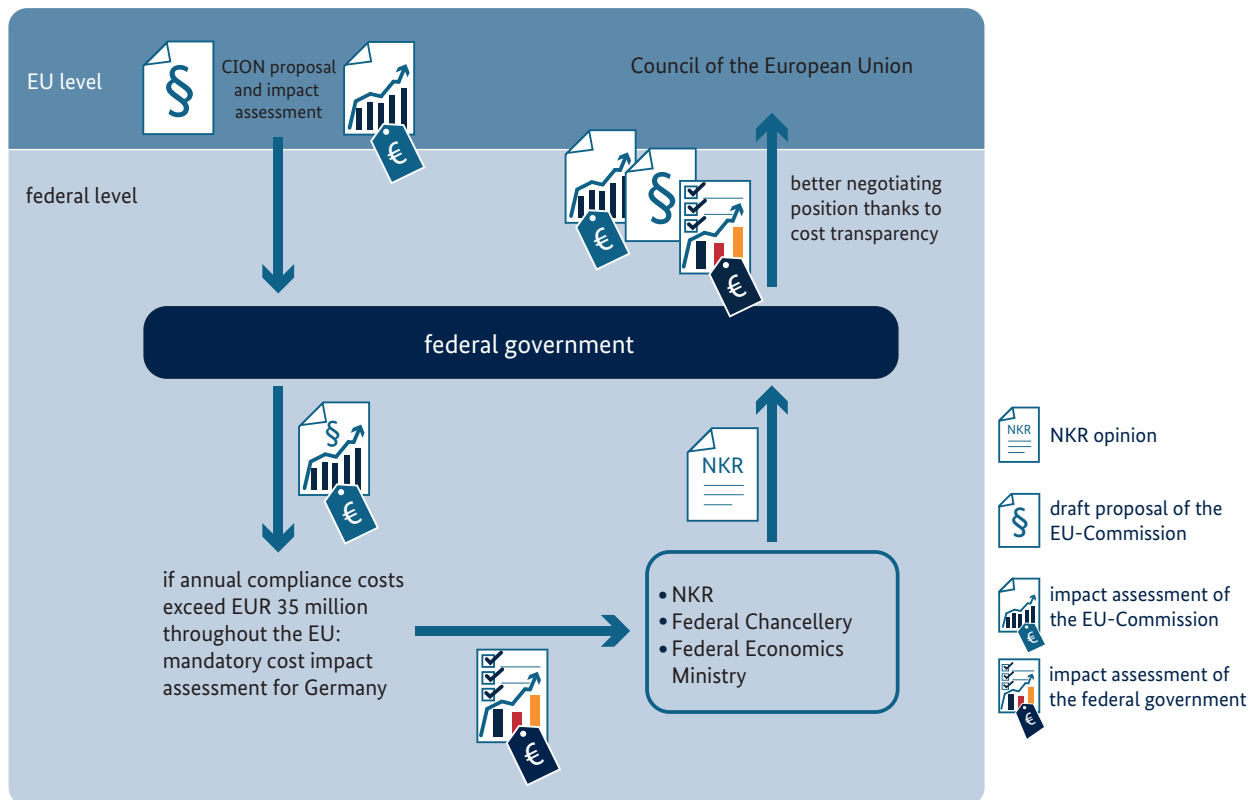 EU level
§
CION proposal
and impact
assessment
€
Council of the European Union
federal level
€
§
€
better negotiating
position thanks to
cost transparency
federal government
§
€
NKR
if annual compliance costs
exceed EUR 35 million
throughout the EU:
mandatory cost impact
assessment for Germany
€
• NKR
• Federal Chancellery
• Federal Economics
Ministry
NKR
NKR opinion
§
draft proposal of the
EU-Commission
€
impact assessment of
the EU-Commission
€
impact assessment of
the federal government